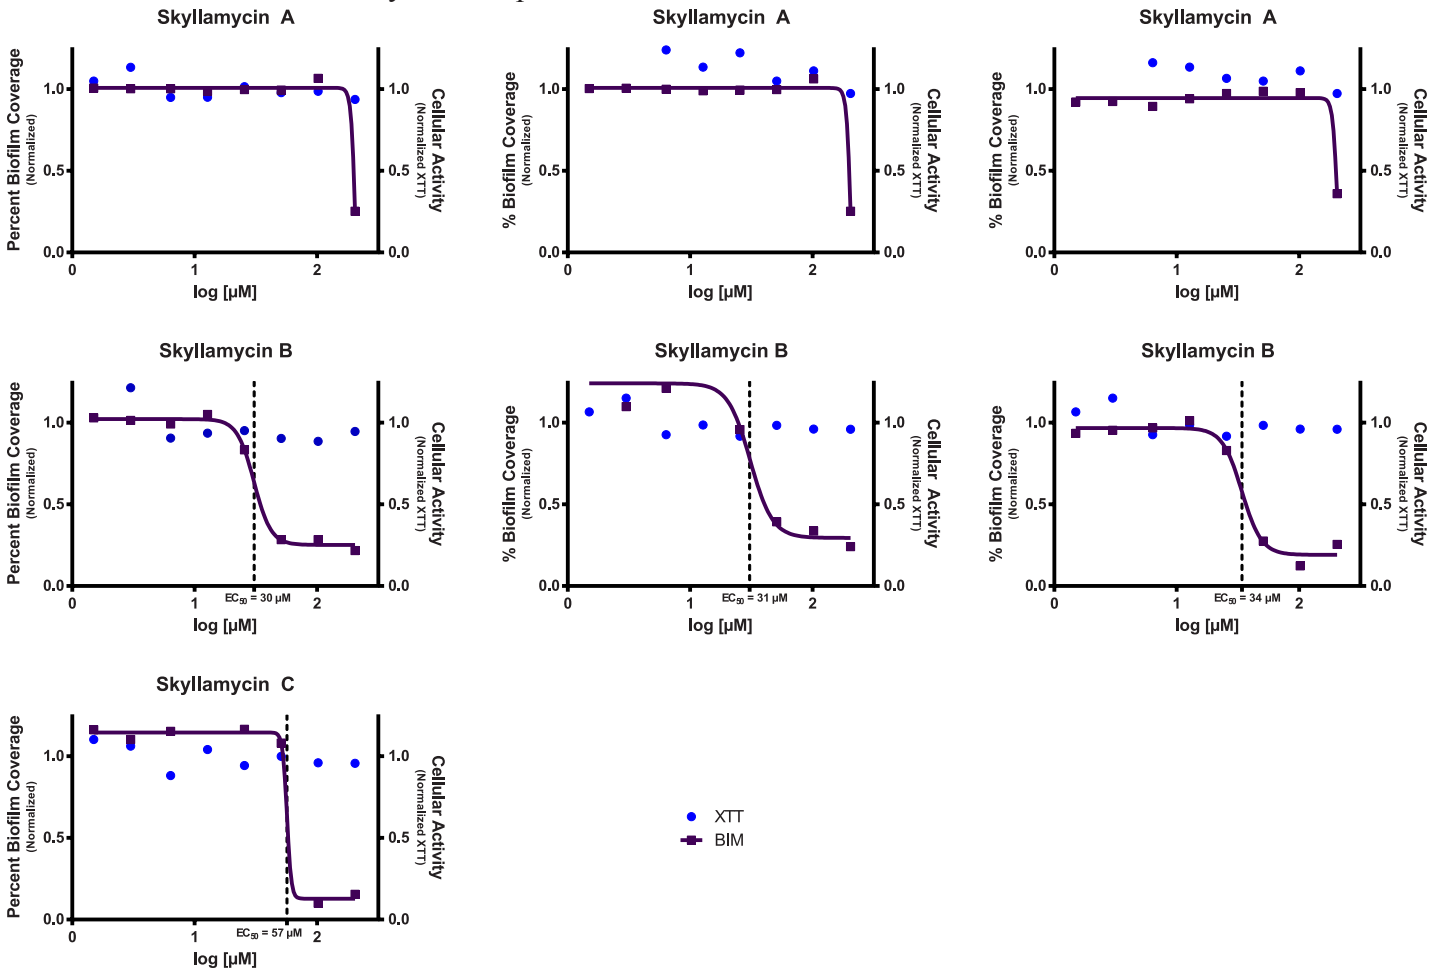 Skyllamycin A
Percent Biofilm Coverage
(Normalized)
1.0
0.5
0.0
1.0
0.5
0.0
Cellular Activity
(Normalized XTT)
0
1
2
log [µM]
Skyllamycin A
% Biofilm Coverage
(Normalized)
1.0
0.5
0.0
1.0
0.5
0.0
Cellular Activity
(Normalized XTT)
0
1
2
log [µM]
Skyllamycin A
% Biofilm Coverage
(Normalized)
1.0
0.5
0.0
1.0
0.5
0.0
Cellular Activity
(Normalized XTT)
0
1
2
log [µM]
Skyllamycin B
Percent Biofilm Coverage
(Normalized)
1.0
0.5
0.0
1.0
0.5
0.0
Cellular Activity
(Normalized XTT)
0
1
2
EC50 = 30 µM
log [µM]
Skyllamycin B
% Biofilm Coverage
(Normalized)
1.0
0.5
0.0
1.0
0.5
0.0
Cellular Activity
(Normalized XTT)
0
1
2
EC50 = 31 µM
log [µM]
Skyllamycin B
% Biofilm Coverage
(Normalized)
1.0
0.5
0.0
1.0
0.5
0.0
Cellular Activity
(Normalized XTT)
0
1
2
EC50 = 34 µM
log [µM]
Skyllamycin C
Percent Biofilm Coverage
(Normalized)
1.0
0.5
0.0
1.0
0.5
0.0
Cellular Activity
(Normalized XTT)
0
1
2
EC50 = 57 µM
log [µM]
XTT
BIM